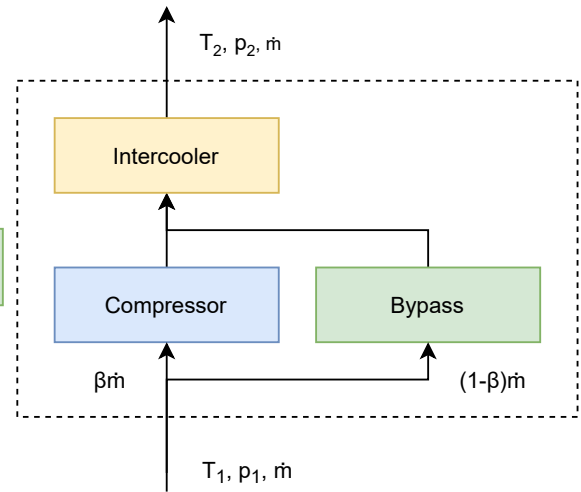 T₂, p₂, ṁ
Intercooler
Compressor
Bypass
βṁ
(1-β)ṁ
T₁, p₁, ṁ